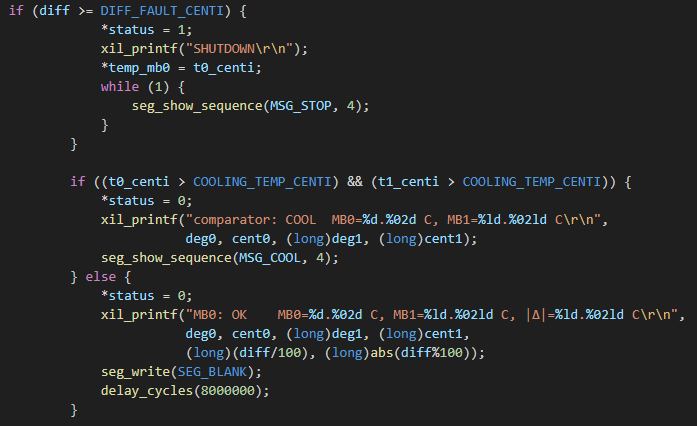 if (diff >= DIFF_FAULT_CENTI) {
            *status = 1;
            xil_printf("SHUTDOWN\r\n");
            *temp_mb0 = t0_centi;
            while (1) {
                seg_show_sequence(MSG_STOP, 4);
            }
        }

        if ((t0_centi > COOLING_TEMP_CENTI) && (t1_centi > COOLING_TEMP_CENTI)) {
            *status = 0;
            xil_printf("comparator: COOL  MB0=%d.%02d C, MB1=%ld.%02ld C\r\n",
                       deg0, cent0, (long)deg1, (long)cent1);
            seg_show_sequence(MSG_COOL, 4);
        } else {
            *status = 0;
            xil_printf("MB0: OK    MB0=%d.%02d C, MB1=%ld.%02ld C, |Δ|=%ld.%02ld C\r\n",
                       deg0, cent0, (long)deg1, (long)cent1,
                       (long)(diff/100), (long)abs(diff%100));
            seg_write(SEG_BLANK);
            delay_cycles(8000000);
        }